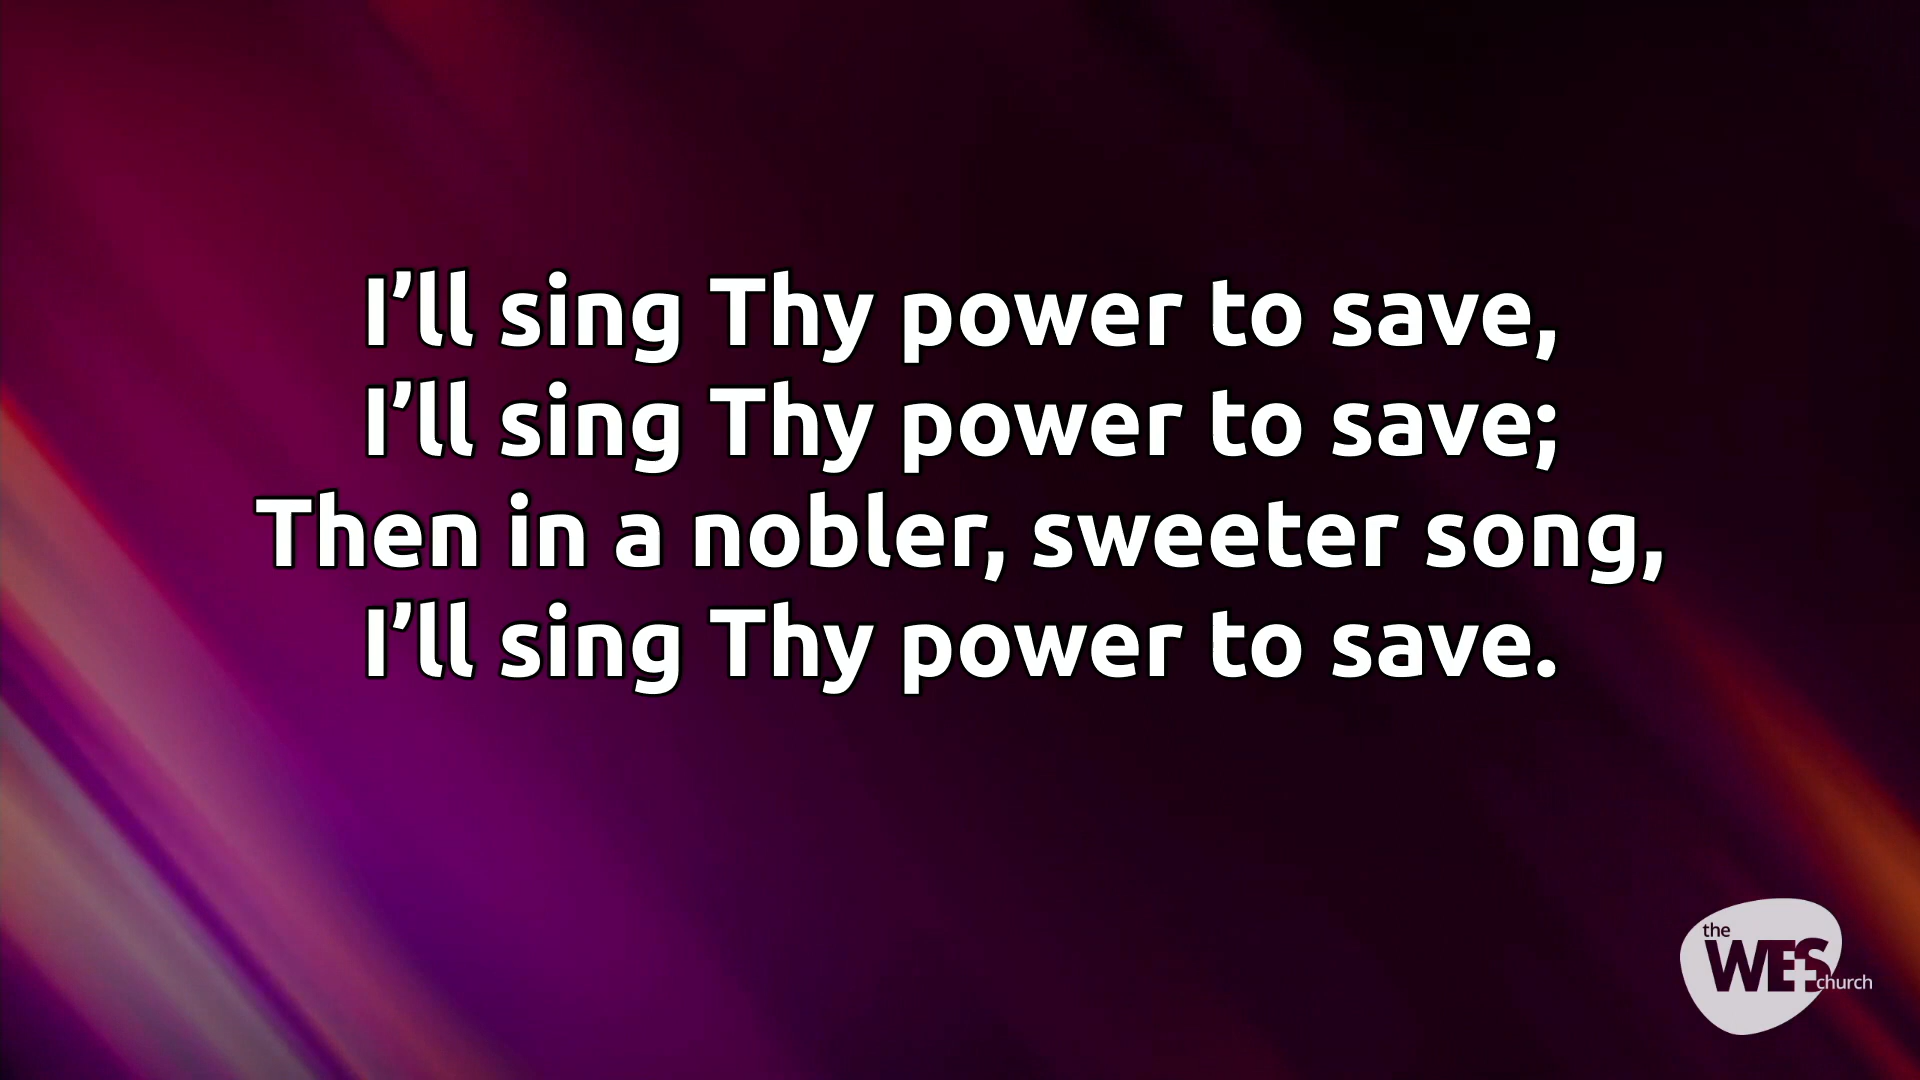 I’ll sing Thy power to save,
I’ll sing Thy power to save;
Then in a nobler, sweeter song,
I’ll sing Thy power to save.
the
WES
church